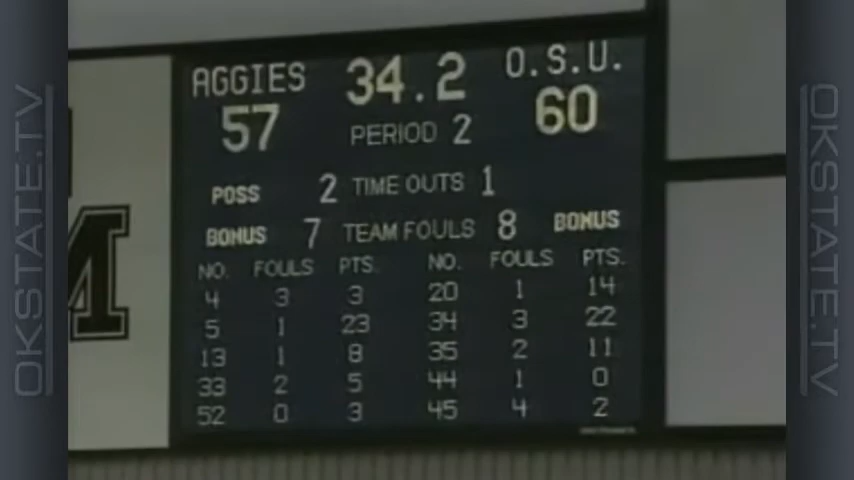 AGGIES 34.2 O.S.U.
57 PERIOD 2 60
POSS 2 TIME OUTS 1
BONUS 7 TEAM FOULS 8 BONUS
NO. FOULS PTS. NO. FOULS PTS.
4 3 3 20 1 14
5 1 23 34 3 22
13 1 8 35 2 11
33 2 5 44 1 0
52 0 3 45 4 2
M
OKSTATE.TV
OKSTATE.TV